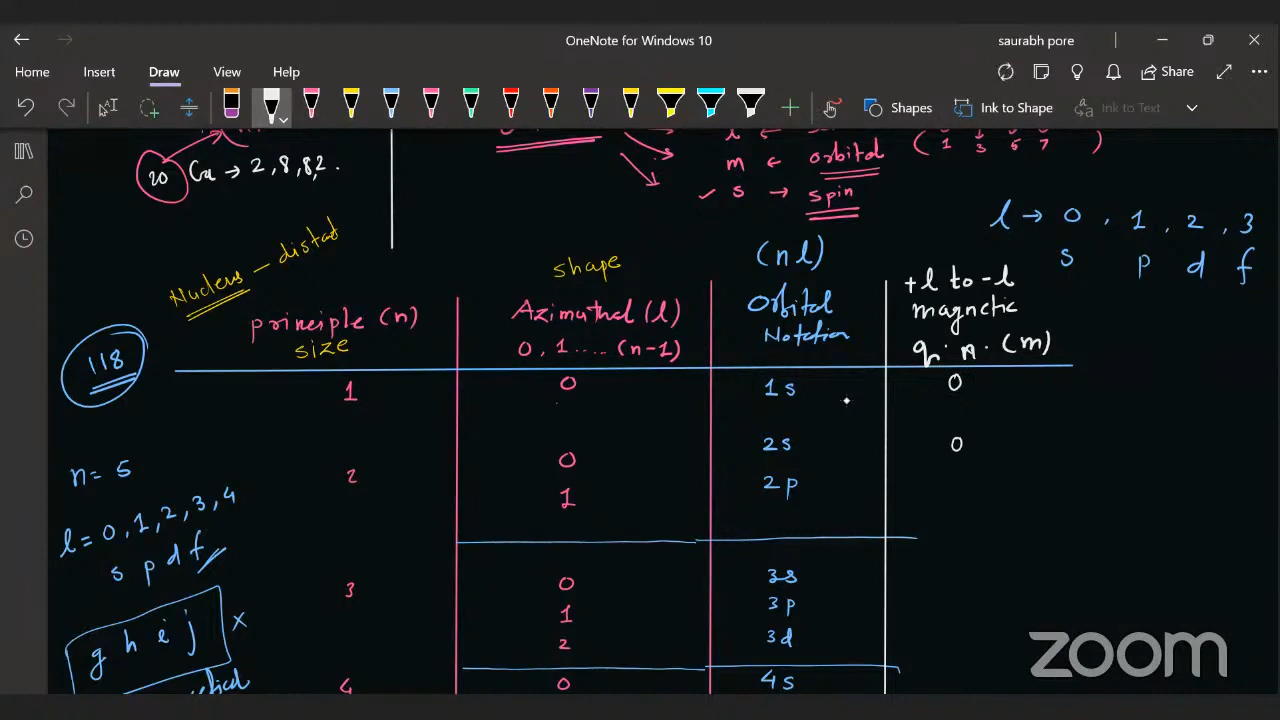 OneNote for Windows 10
saurabh pore
Home Insert Draw View Help
Share
Shapes
Ink to Shape
Ink to Text
20 Ca → 2,8,8,2.
m ← orbital
1 3 5 7
✓ s → spin
l → 0, 1, 2, 3
s p d f
Nucleus - distad
shape
(nl)
+l to -l
principle (n)
size
Azimuthal (l)
0, 1 .... (n-1)
Orbital
Notation
magnetic
q. n. (m)
118
1 0 1s 0
2s 0
2 0
1 2p
n = 5
l = 0, 1, 2, 3, 4
s p d f
3 0 3s
1 3p
2 3d
g h i j x
4 0 4s
zoom